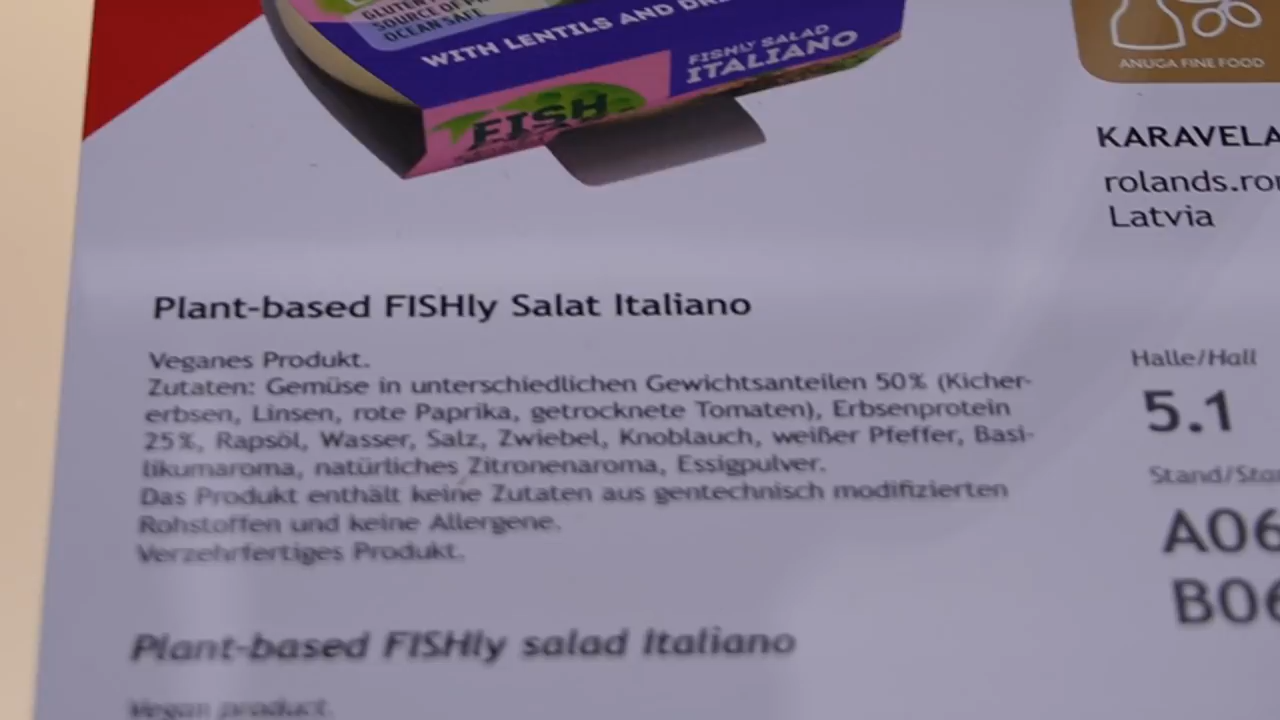 GLUTEN
SOURCE OF
OCEAN SAFE
WITH LENTILS AND
FISHLY SALAD
ITALIANO
FISH
ANUGA FINE FOOD
KARAVELA
rolands.ro
Latvia
Plant-based FISHly Salat Italiano
Veganes Produkt.
Zutaten: Gemüse in unterschiedlichen Gewichtsanteilen 50% (Kicher-
erbsen, Linsen, rote Paprika, getrocknete Tomaten), Erbsenprotein
25%, Rapsöl, Wasser, Salz, Zwiebel, Knoblauch, weißer Pfeffer, Basi-
likumaroma, natürliches Zitronenaroma, Essigpulver.
Das Produkt enthält keine Zutaten aus gentechnisch modifizierten
Rohstoffen und keine Allergene.
Verzehrfertiges Produkt.
Halle/Hall
5.1
Stand/Sta
A06
B06
Plant-based FISHly salad Italiano
Vegan product.